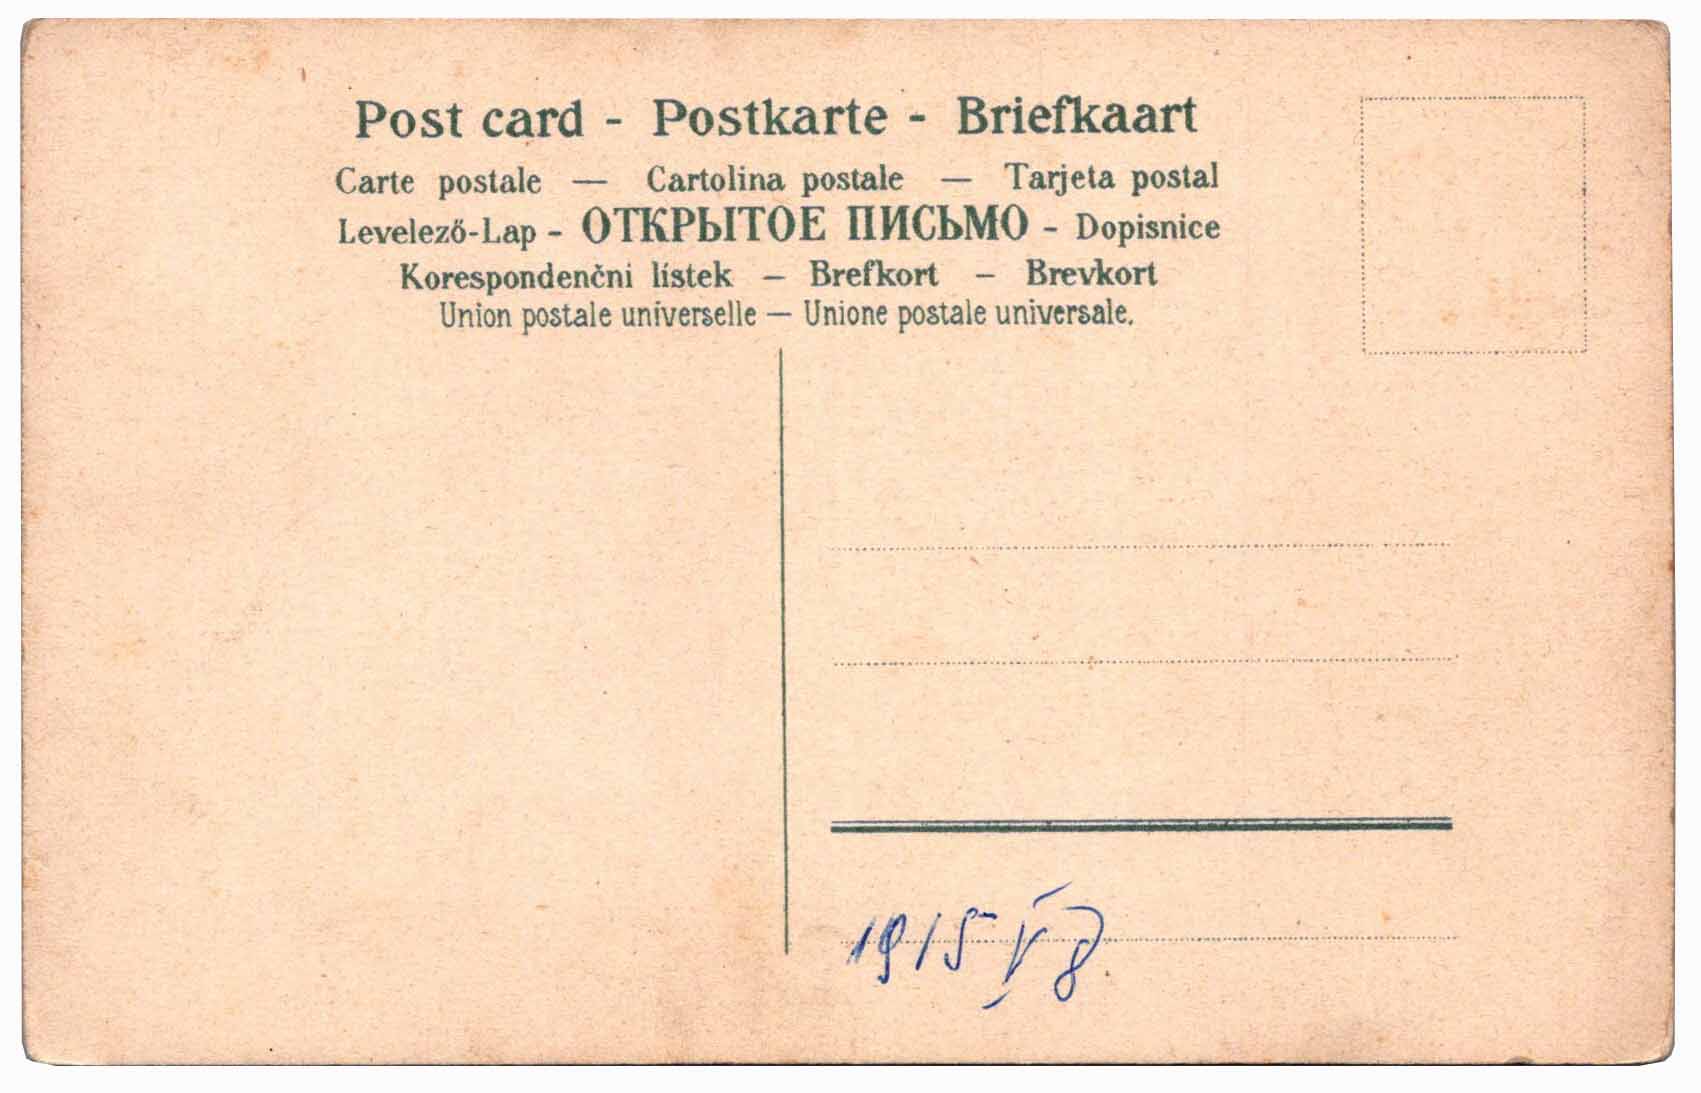 Post card - Postkarte - Briefkaart
Carte postale — Cartolina postale — Tarjeta postal
Levelező-Lap - ОТКРЫТОЕ ПИСЬМО - Dopisnice
Korespondenčni lístek — Brefkort — Brevkort
Union postale universelle — Unione postale universale.
1915 V 8